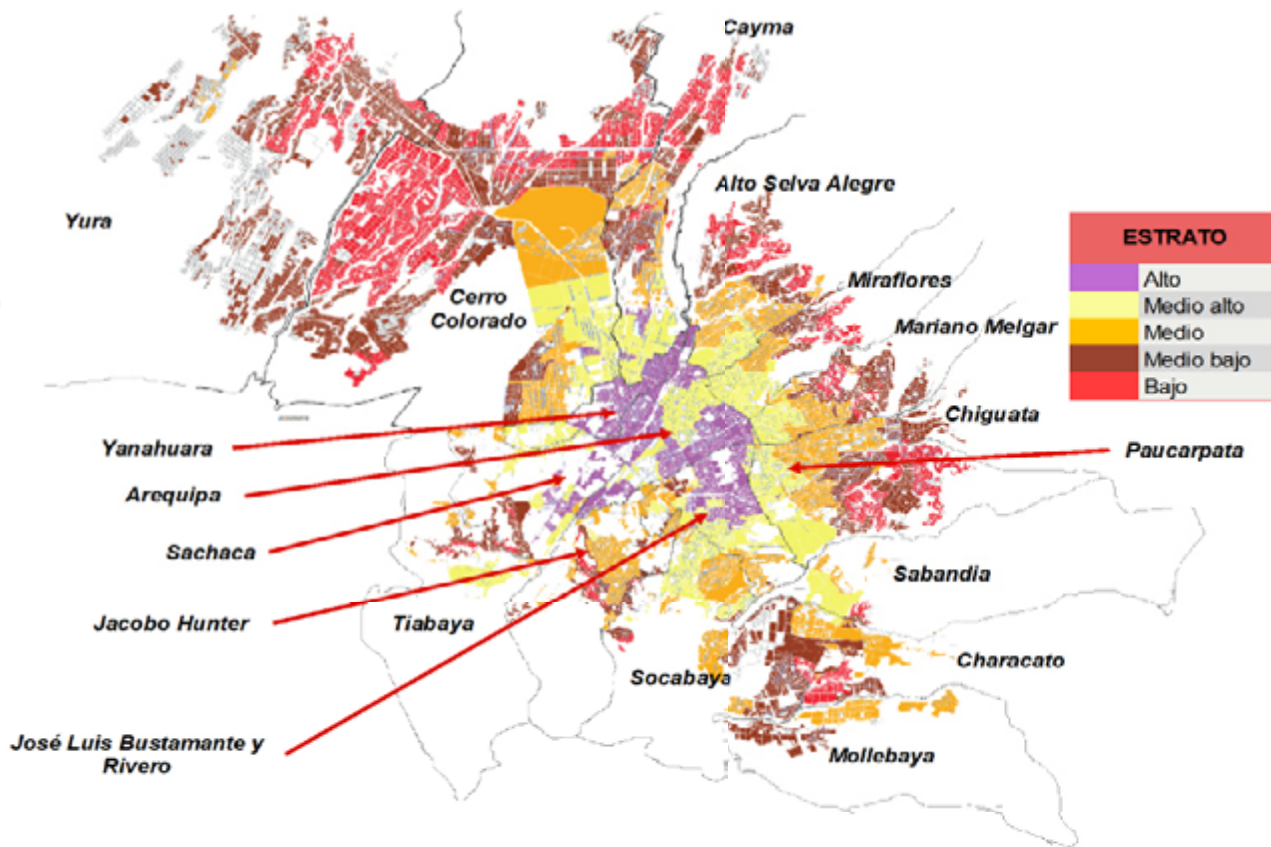 Cayma
Alto Selva Alegre
Yura
ESTRATO
Alto
Medio alto
Medio
Medio bajo
Bajo
Miraflores
Cerro
Colorado
Mariano Melgar
Chiguata
Yanahuara
Paucarpata
Arequipa
Sachaca
Sabandia
Jacobo Hunter
Tiabaya
Characato
Socabaya
José Luis Bustamante y
Rivero
Mollebaya